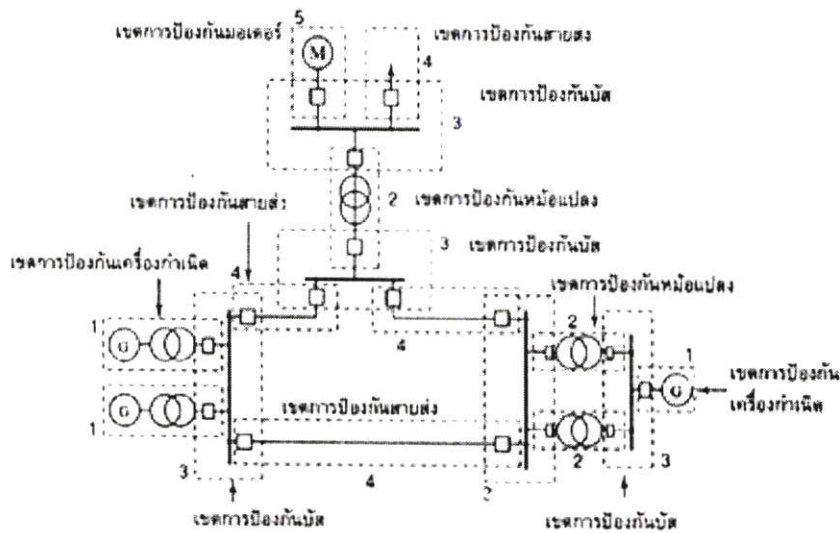 5
เขตการป้องกันมอเตอร์
M
เขตการป้องกันสายส่ง
4
เขตการป้องกันบัส
3
2 เขตการป้องกันหม้อแปลง
เขตการป้องกันสายส่ง
3 เขตการป้องกันบัส
เขตการป้องกันเครื่องกำเนิด
4
เขตการป้องกันหม้อแปลง
1
2
G
4
1
เขตการป้องกัน
G
เครื่องกำเนิด
G
เขตการป้องกันสายส่ง
1
2
3
4
3
เขตการป้องกันบัส
เขตการป้องกันบัส